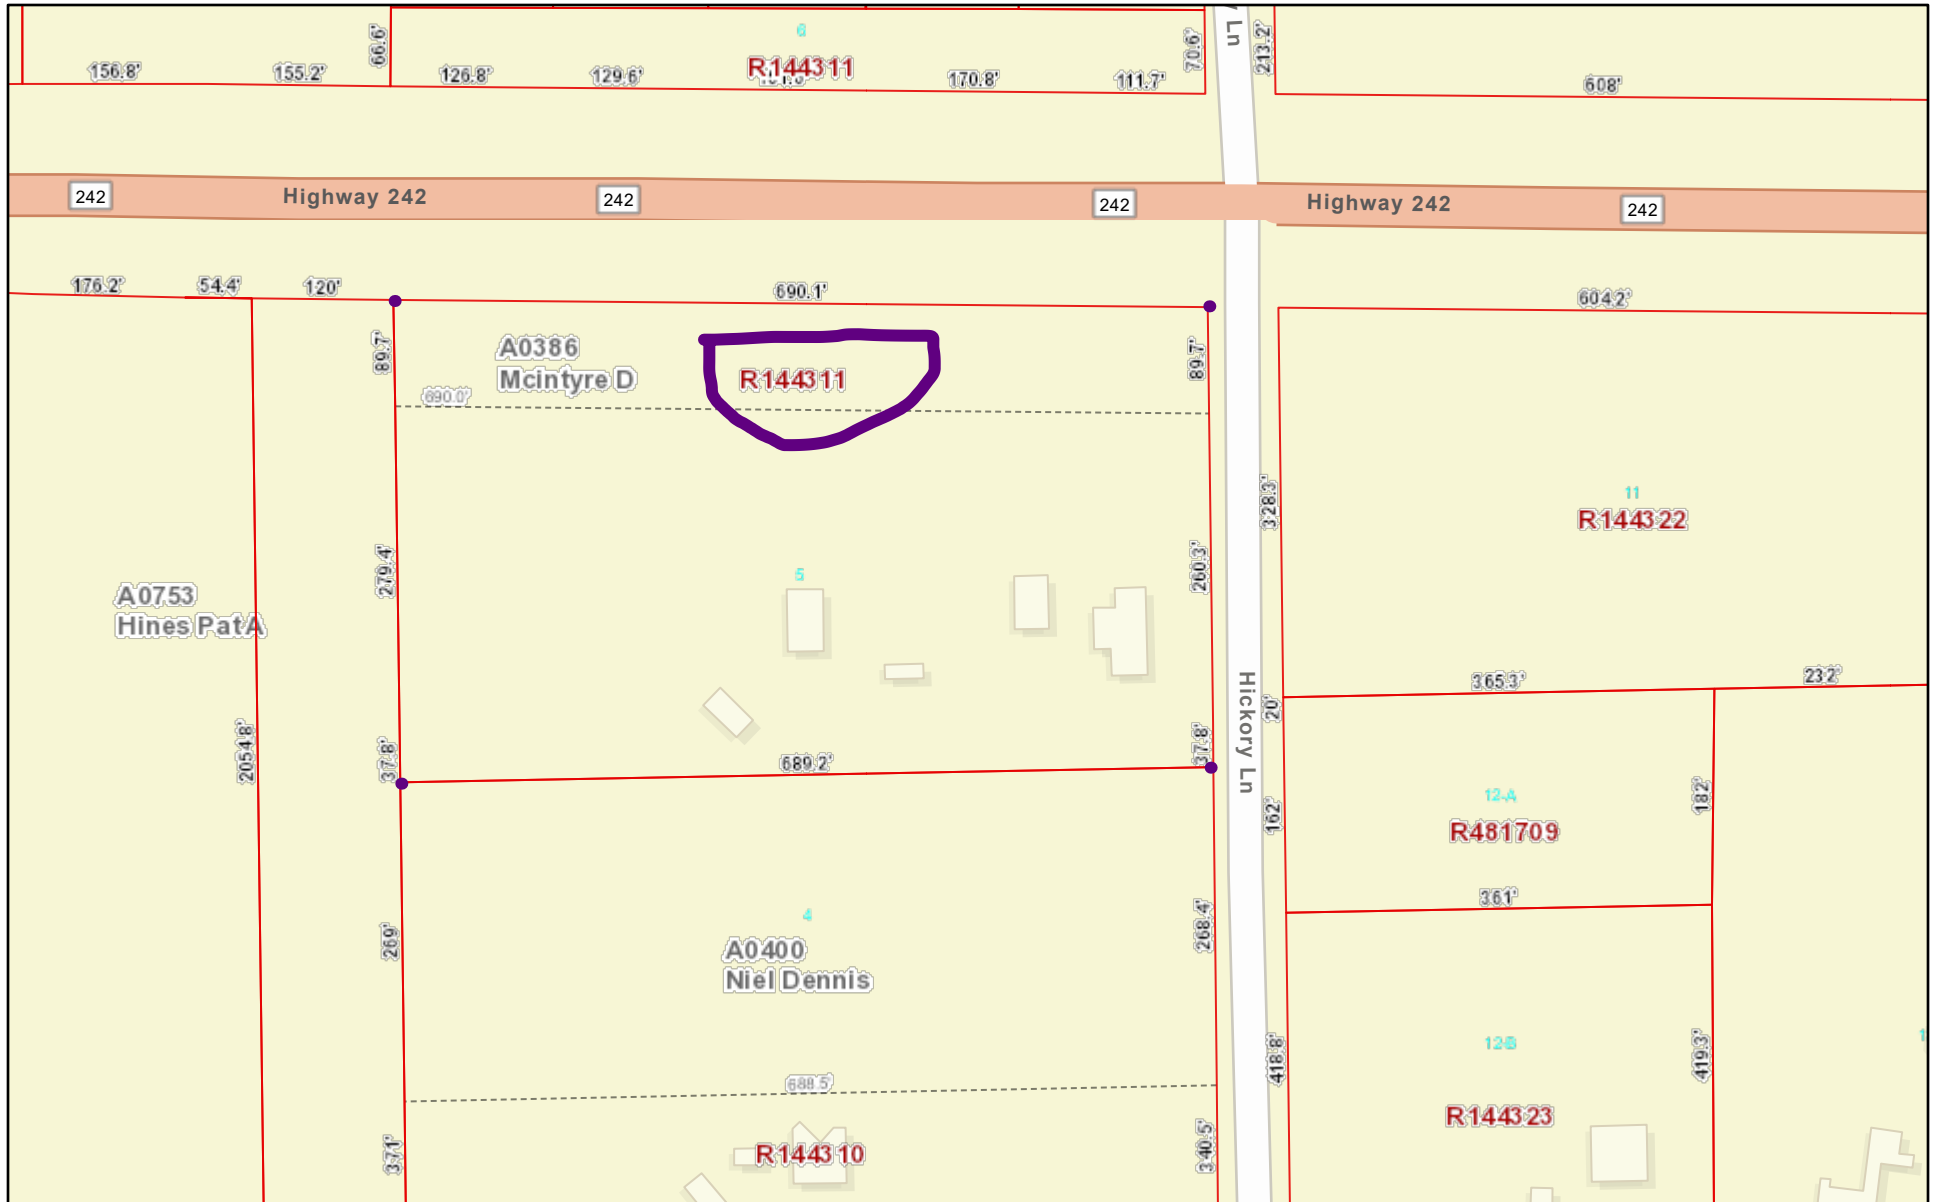 y Ln
213.2'
66.6'
6
70.6'
156.8'
155.2'
126.8'
129.6'
R144311
170.8'
111.7'
608'
242
Highway 242
242
242
Highway 242
242
176.2'
54.4'
120'
690.1'
604.2'
89.7'
A0386
Mcintyre D
R144311
89.7'
690.0'
328.3'
11
R144322
279.4'
5
260.3'
A0753
Hines Pat A
365.3'
232'
20'
Hickory Ln
2054.8'
37.8'
689.2'
37.8'
162'
12-A
R481709
182'
361'
4
A0400
Niel Dennis
269'
268.4'
418.8'
12-B
419.3'
1
688.5'
R144323
371'
R144310
340.5'